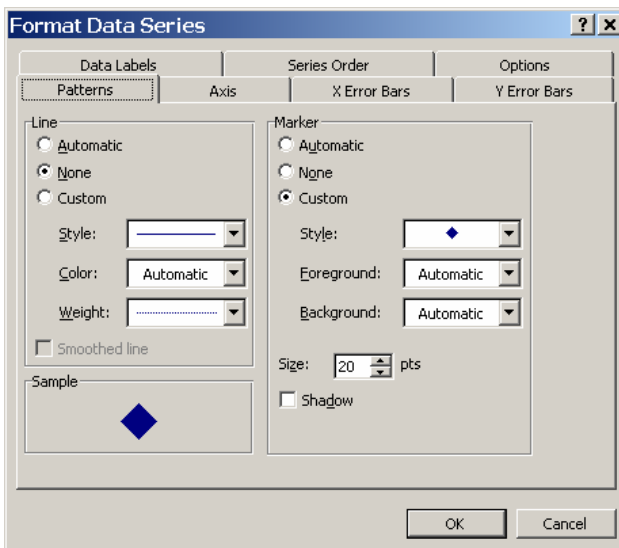 Format Data Series
Data Labels Series Order Options
Patterns Axis X Error Bars Y Error Bars
Line
Automatic
None
Custom
Style:
Color: Automatic
Weight:
Smoothed line
Sample
Marker
Automatic
None
Custom
Style:
Foreground: Automatic
Background: Automatic
Size: 20 pts
Shadow
OK Cancel